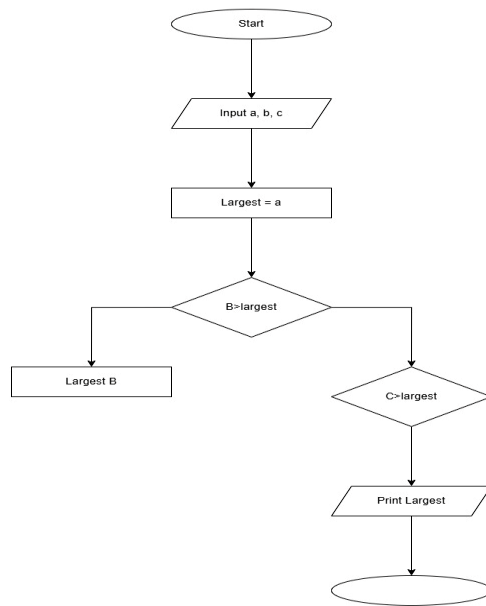 Start
Input a, b, c
Largest = a
B>largest
Largest B
C>largest
Print Largest